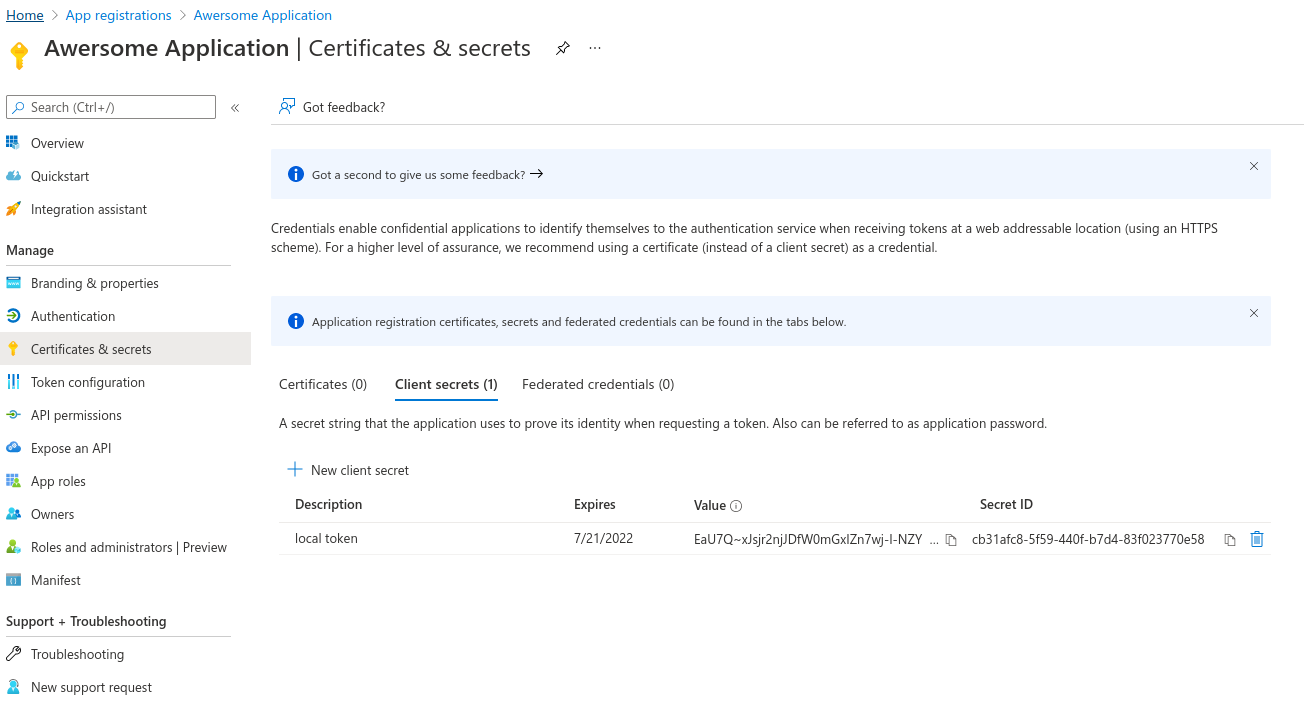 Home > App registrations > Awersome Application
Awersome Application | Certificates & secrets
Search (Ctrl+/)
Overview
Quickstart
Integration assistant
Manage
Branding & properties
Authentication
Certificates & secrets
Token configuration
API permissions
Expose an API
App roles
Owners
Roles and administrators | Preview
Manifest
Support + Troubleshooting
Troubleshooting
New support request
Got feedback?
Got a second to give us some feedback?
Credentials enable confidential applications to identify themselves to the authentication service when receiving tokens at a web addressable location (using an HTTPS
scheme). For a higher level of assurance, we recommend using a certificate (instead of a client secret) as a credential.
Application registration certificates, secrets and federated credentials can be found in the tabs below.
Certificates (0) Client secrets (1) Federated credentials (0)
A secret string that the application uses to prove its identity when requesting a token. Also can be referred to as application password.
New client secret
Description Expires Value Secret ID
local token 7/21/2022 EaU7Q~xJsjr2njJDfW0mGxIZn7wj-I-NZY ... cb31afc8-5f59-440f-b7d4-83f023770e58